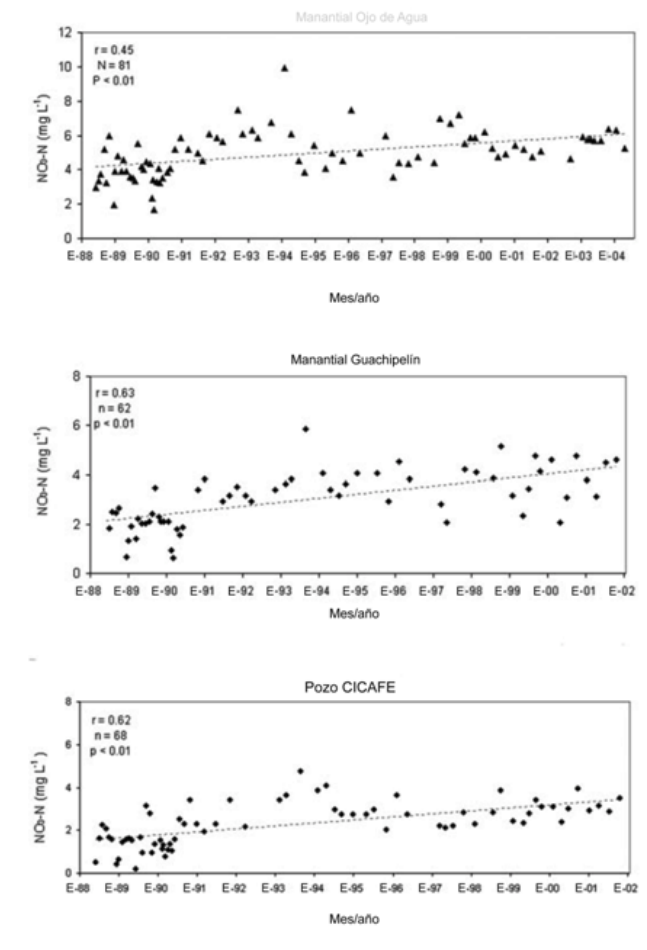 Manantial Ojo de Agua
12
r = 0.45
N = 81
P < 0.01
10
8
6
4
2
0
NO₃-N (mg L⁻¹)
E-88 E-89 E-90 E-91 E-92 E-93 E-94 E-95 E-96 E-97 E-98 E-99 E-00 E-01 E-02 E-03 E-04
Mes/año
Manantial Guachipelín
8
r = 0.63
n = 62
p < 0.01
6
4
2
0
NO₃-N (mg L⁻¹)
E-88 E-89 E-90 E-91 E-92 E-93 E-94 E-95 E-96 E-97 E-98 E-99 E-00 E-01 E-02
Mes/año
Pozo CICAFE
8
r = 0.62
n = 68
p < 0.01
6
4
2
0
NO₃-N (mg L⁻¹)
E-88 E-89 E-90 E-91 E-92 E-93 E-94 E-95 E-96 E-97 E-98 E-99 E-00 E-01 E-02
Mes/año